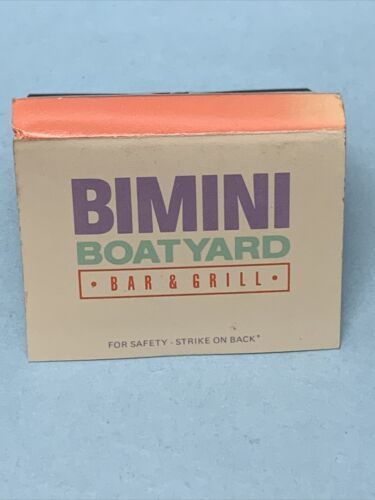 BIMINI
BOATYARD
• BAR & GRILL •
FOR SAFETY - STRIKE ON BACK*